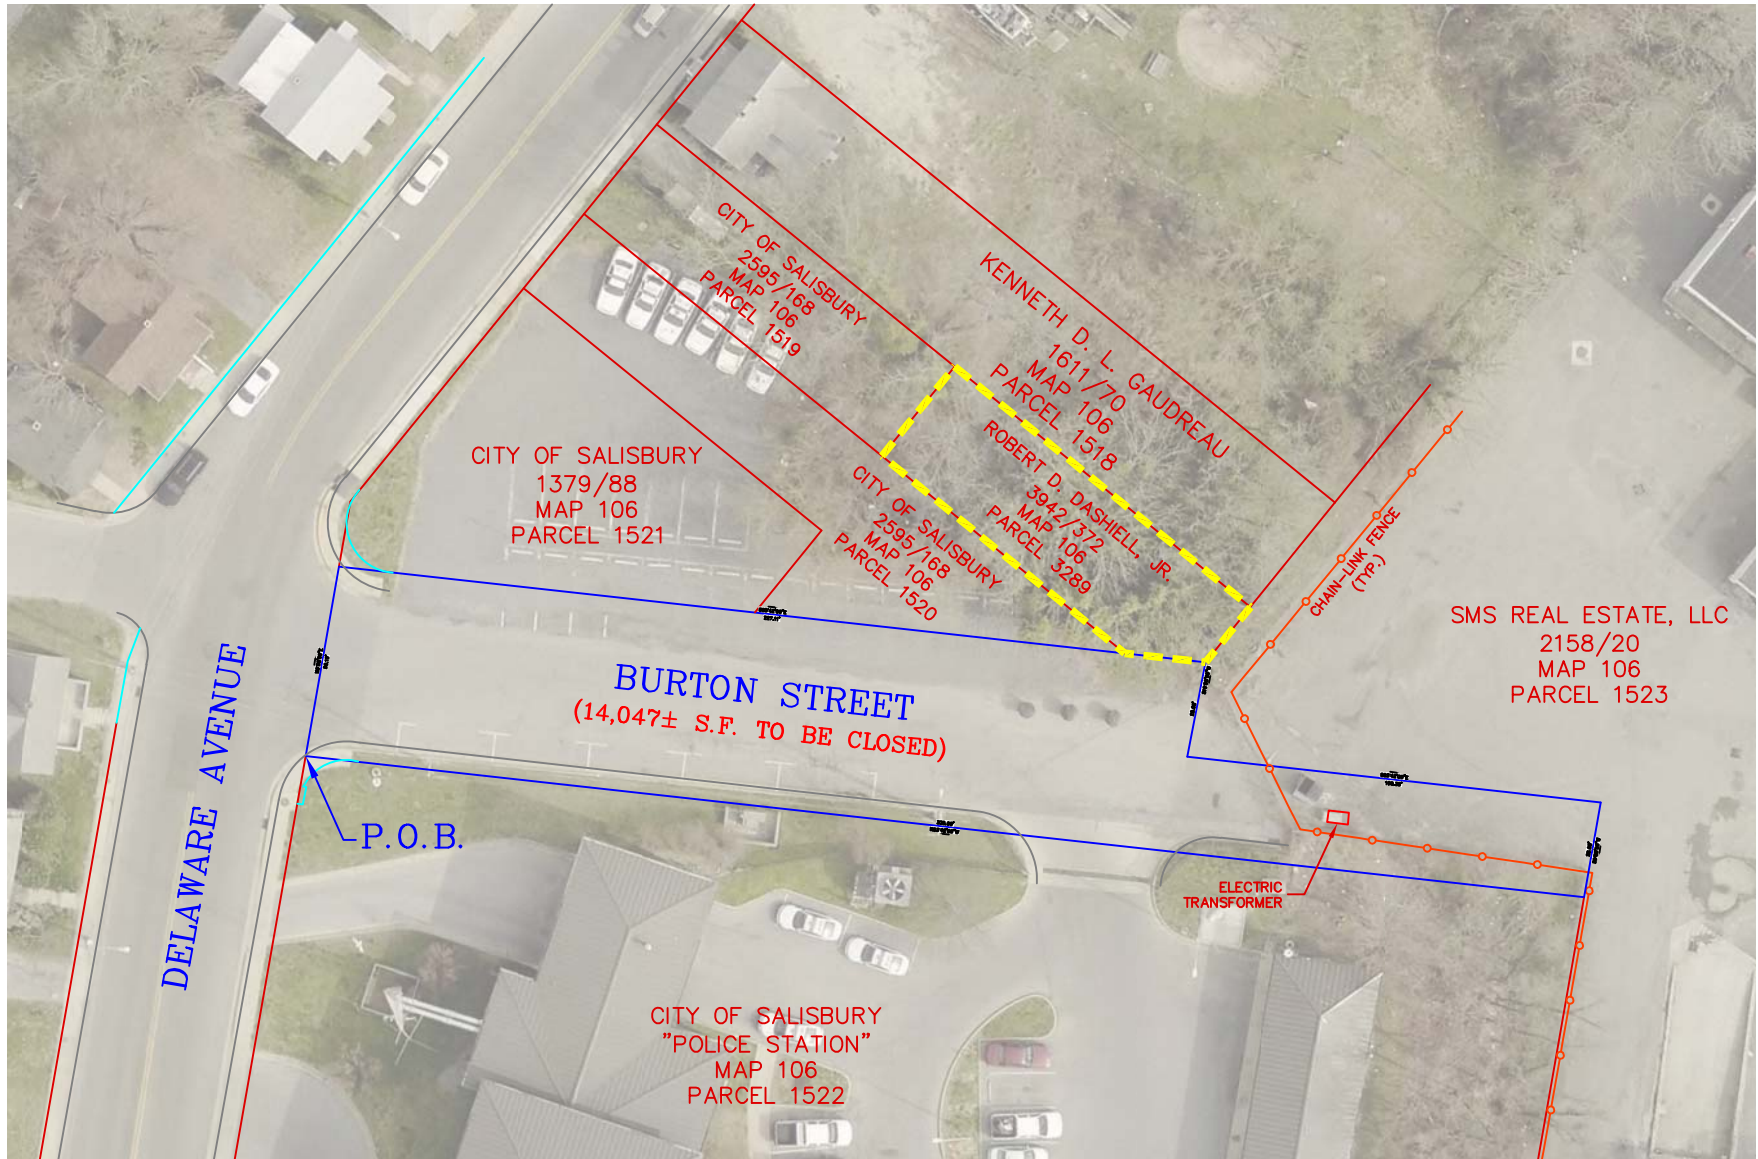 CITY OF SALISBURY
2595/168
MAP 106
PARCEL 1519
KENNETH D. L. GAUDREAU
1611/70
MAP 106
PARCEL 1518
ROBERT D. DASHIELL, JR.
3942/372
MAP 106
PARCEL 3289
CITY OF SALISBURY
1379/88
MAP 106
PARCEL 1521
CITY OF SALISBURY
2595/168
MAP 106
PARCEL 1520
CHAIN-LINK FENCE
(TYP.)
SMS REAL ESTATE, LLC
2158/20
MAP 106
PARCEL 1523
BURTON STREET
(14,047± S.F. TO BE CLOSED)
DELAWARE AVENUE
P.O.B.
ELECTRIC
TRANSFORMER
CITY OF SALISBURY
"POLICE STATION"
MAP 106
PARCEL 1522